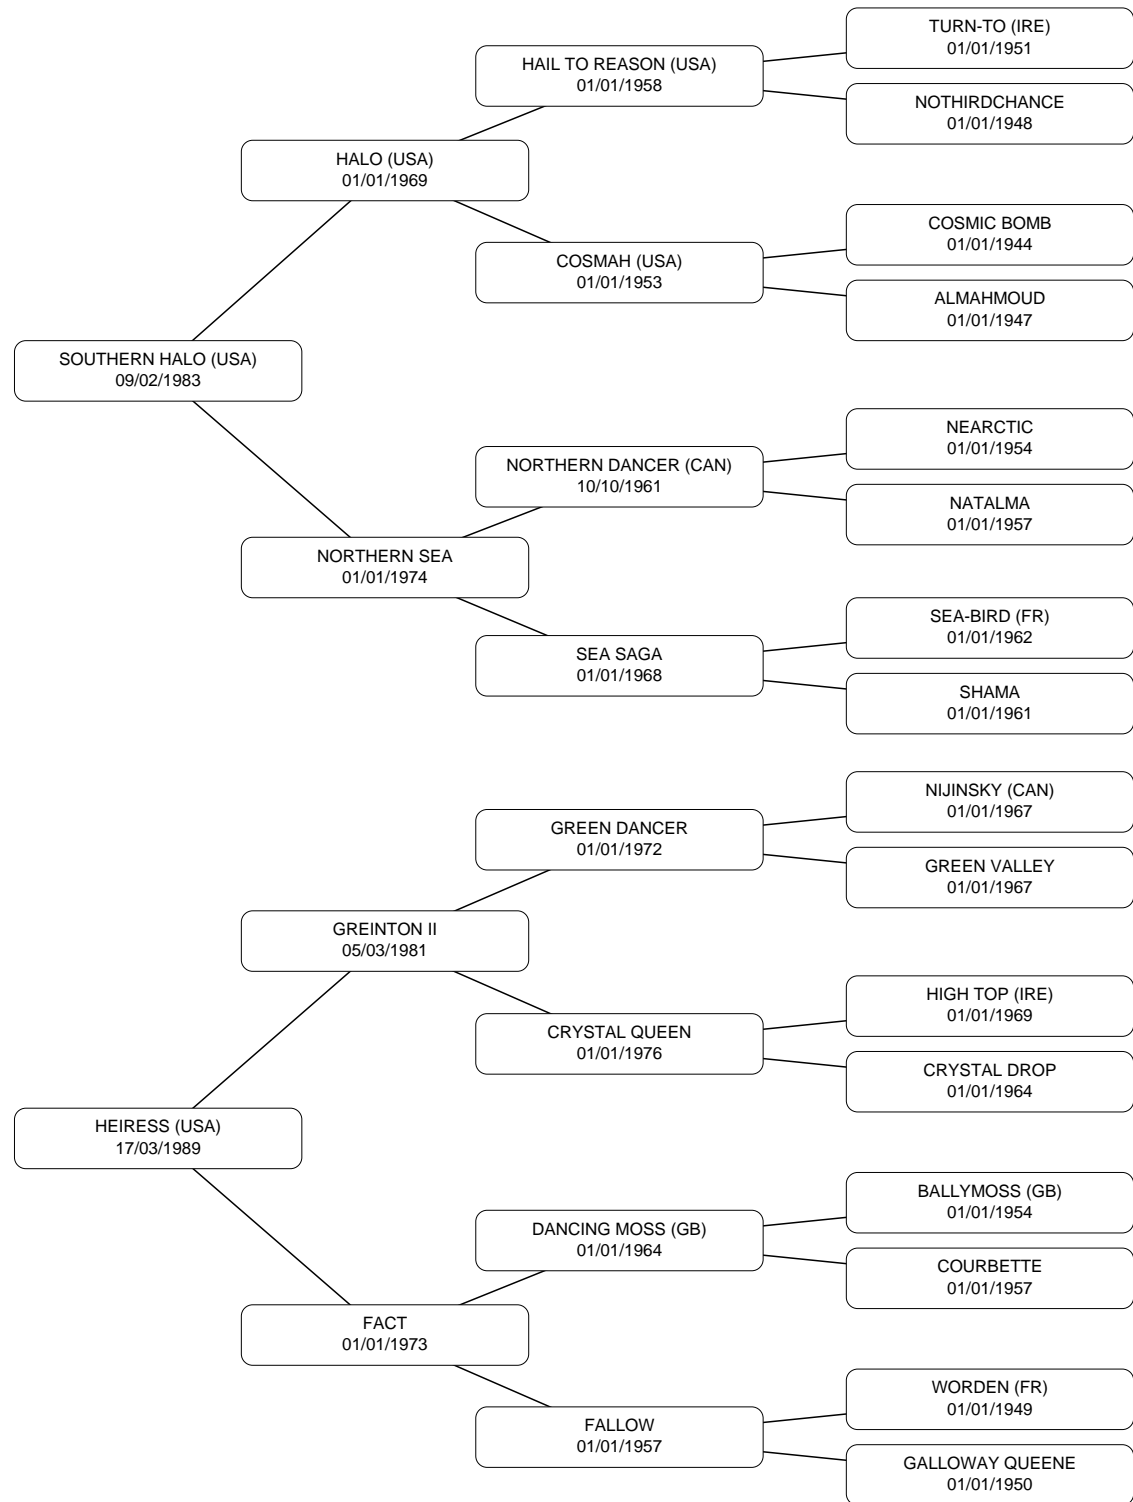 TURN-TO (IRE)
01/01/1951
HAIL TO REASON (USA)
01/01/1958
NOTHIRDCHANCE
01/01/1948
HALO (USA)
01/01/1969
COSMIC BOMB
01/01/1944
COSMAH (USA)
01/01/1953
ALMAHMOUD
01/01/1947
SOUTHERN HALO (USA)
09/02/1983
NEARCTIC
01/01/1954
NORTHERN DANCER (CAN)
10/10/1961
NATALMA
01/01/1957
NORTHERN SEA
01/01/1974
SEA-BIRD (FR)
01/01/1962
SEA SAGA
01/01/1968
SHAMA
01/01/1961
NIJINSKY (CAN)
01/01/1967
GREEN DANCER
01/01/1972
GREEN VALLEY
01/01/1967
GREINTON II
05/03/1981
HIGH TOP (IRE)
01/01/1969
CRYSTAL QUEEN
01/01/1976
CRYSTAL DROP
01/01/1964
HEIRESS (USA)
17/03/1989
BALLYMOSS (GB)
01/01/1954
DANCING MOSS (GB)
01/01/1964
COURBETTE
01/01/1957
FACT
01/01/1973
WORDEN (FR)
01/01/1949
FALLOW
01/01/1957
GALLOWAY QUEENE
01/01/1950